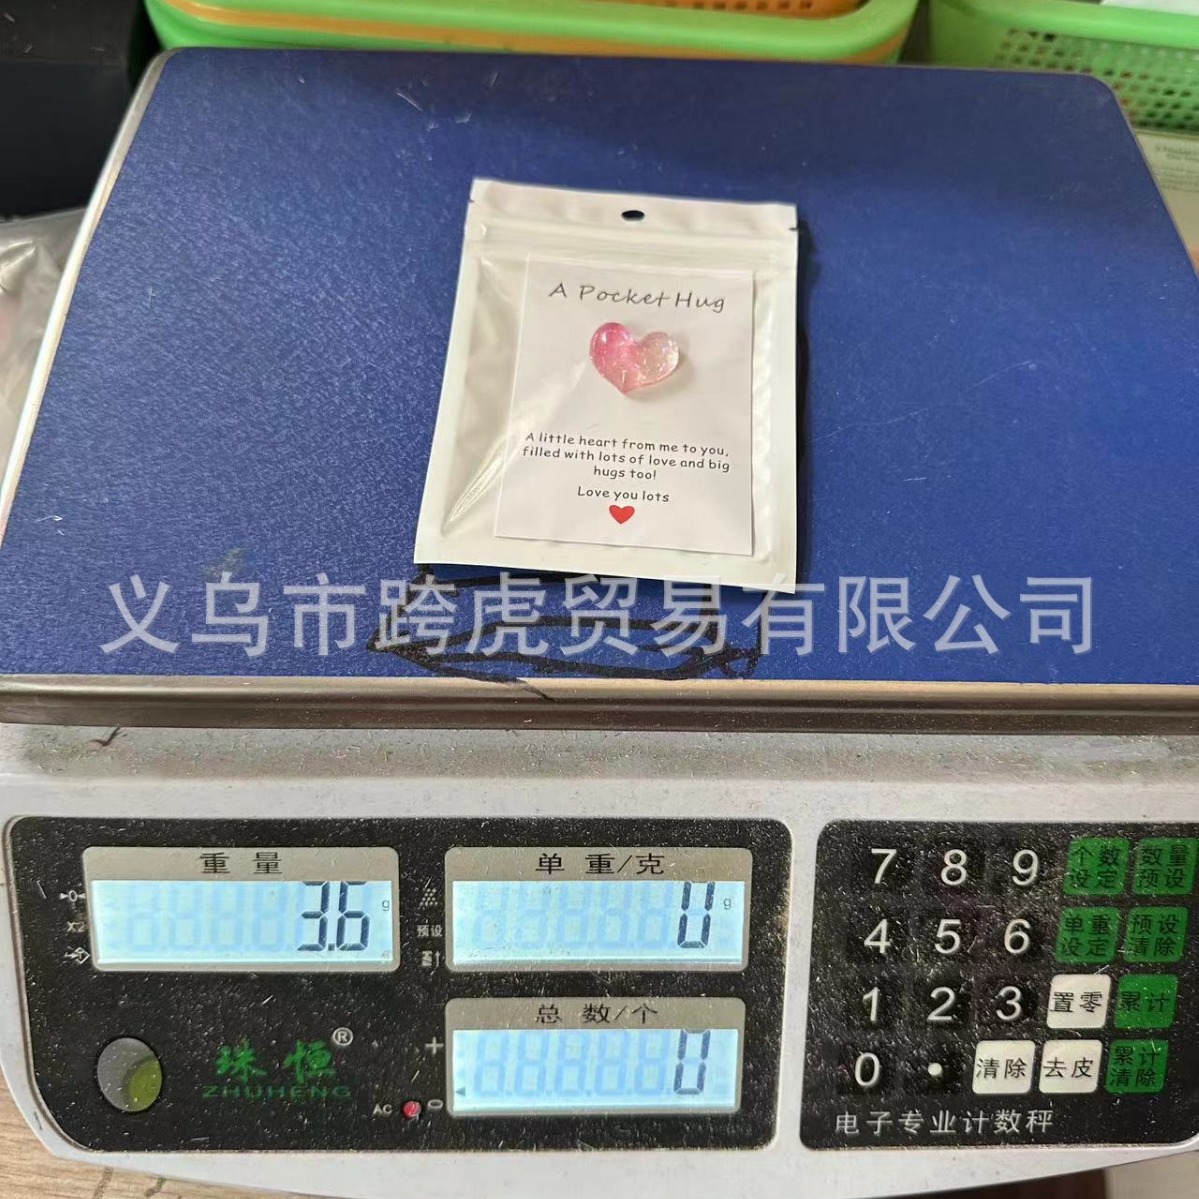 A Pocket Hug
A little heart from me to you,
filled with lots of love and big
hugs too!
Love you lots
义乌市跨虎贸易有限公司
重量
3.6 g
单重/克
0 g
总数/个
0
→0←
X2
预设
珠恒®
ZHUHENG
AC
7 8 9 个数设定 数量预设
4 5 6 单重设定 预设清除
1 2 3 置零 累计
0 . 清除 去皮 累计清除
电子专业计数秤